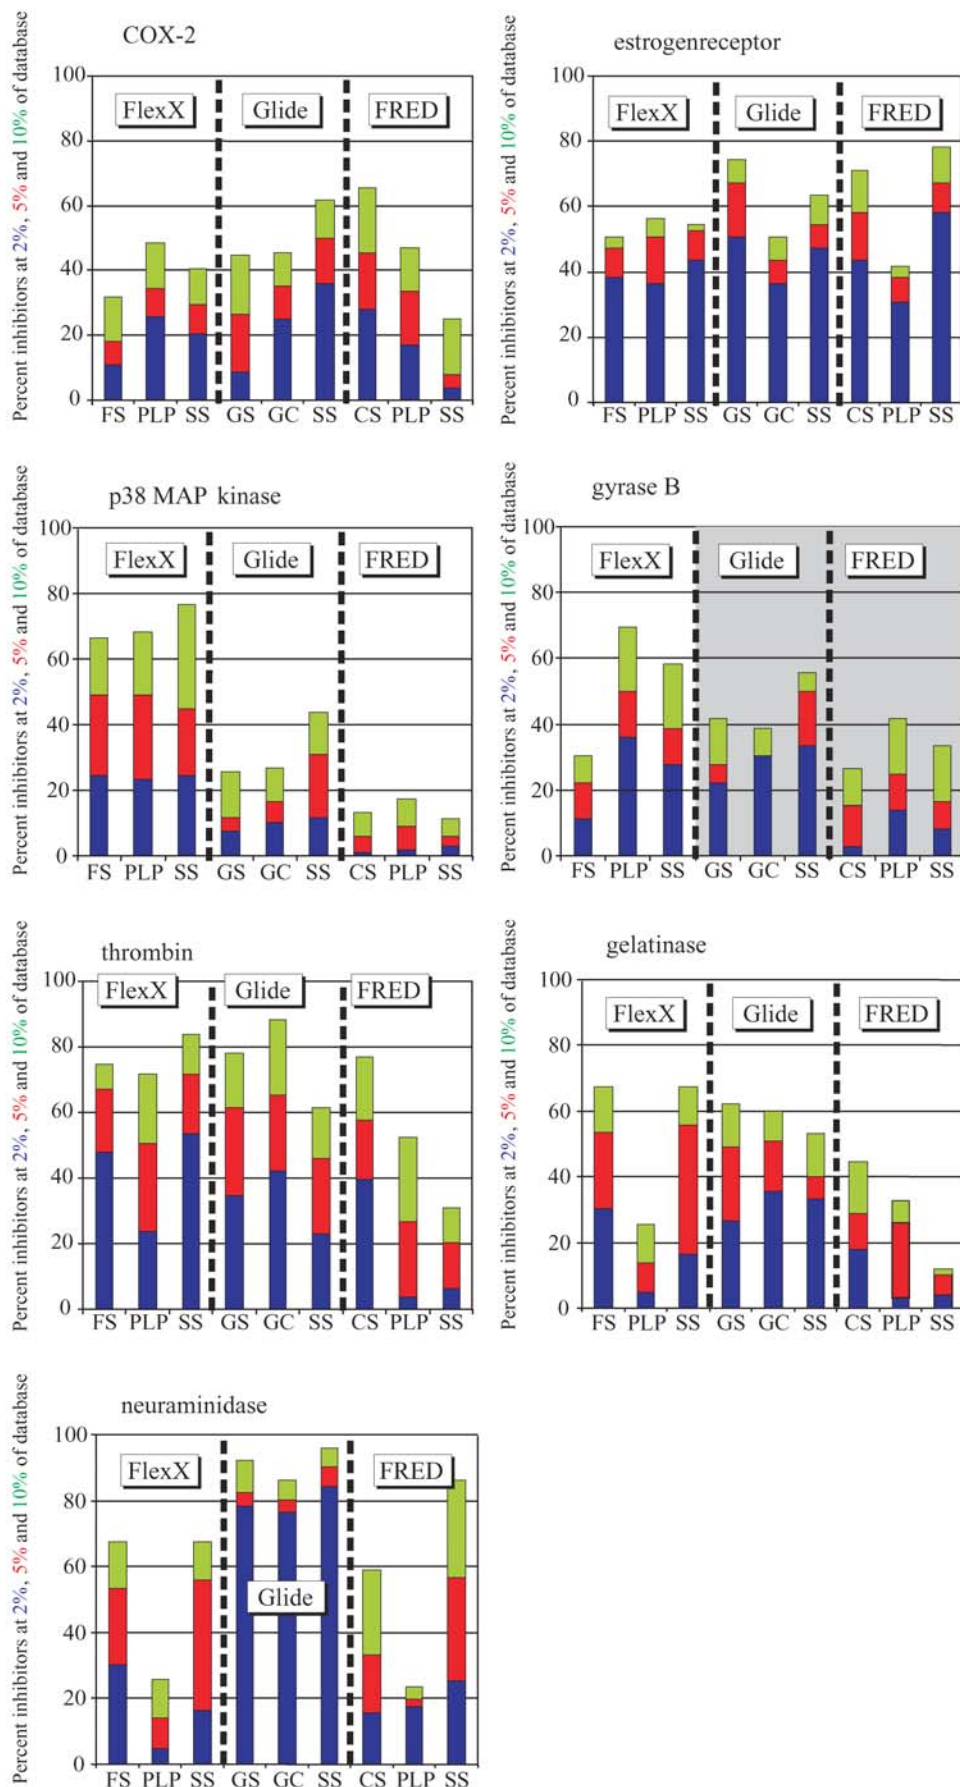 COX-2
Percent inhibitors at 2%, 5% and 10% of database
100
80
60
40
20
0
FlexX
Glide
FRED
FS PLP SS GS GC SS CS PLP SS
estrogenreceptor
Percent inhibitors at 2%, 5% and 10% of database
100
80
60
40
20
0
FlexX
Glide
FRED
FS PLP SS GS GC SS CS PLP SS
p38 MAP kinase
Percent inhibitors at 2%, 5% and 10% of database
100
80
60
40
20
0
FlexX
Glide
FRED
FS PLP SS GS GC SS CS PLP SS
gyrase B
Percent inhibitors at 2%, 5% and 10% of database
100
80
60
40
20
0
FlexX
Glide
FRED
FS PLP SS GS GC SS CS PLP SS
thrombin
Percent inhibitors at 2%, 5% and 10% of database
100
80
60
40
20
0
FlexX
Glide
FRED
FS PLP SS GS GC SS CS PLP SS
gelatinase
Percent inhibitors at 2%, 5% and 10% of database
100
80
60
40
20
0
FlexX
Glide
FRED
FS PLP SS GS GC SS CS PLP SS
neuraminidase
Percent inhibitors at 2%, 5% and 10% of database
100
80
60
40
20
0
FlexX
Glide
FRED
FS PLP SS GS GC SS CS PLP SS